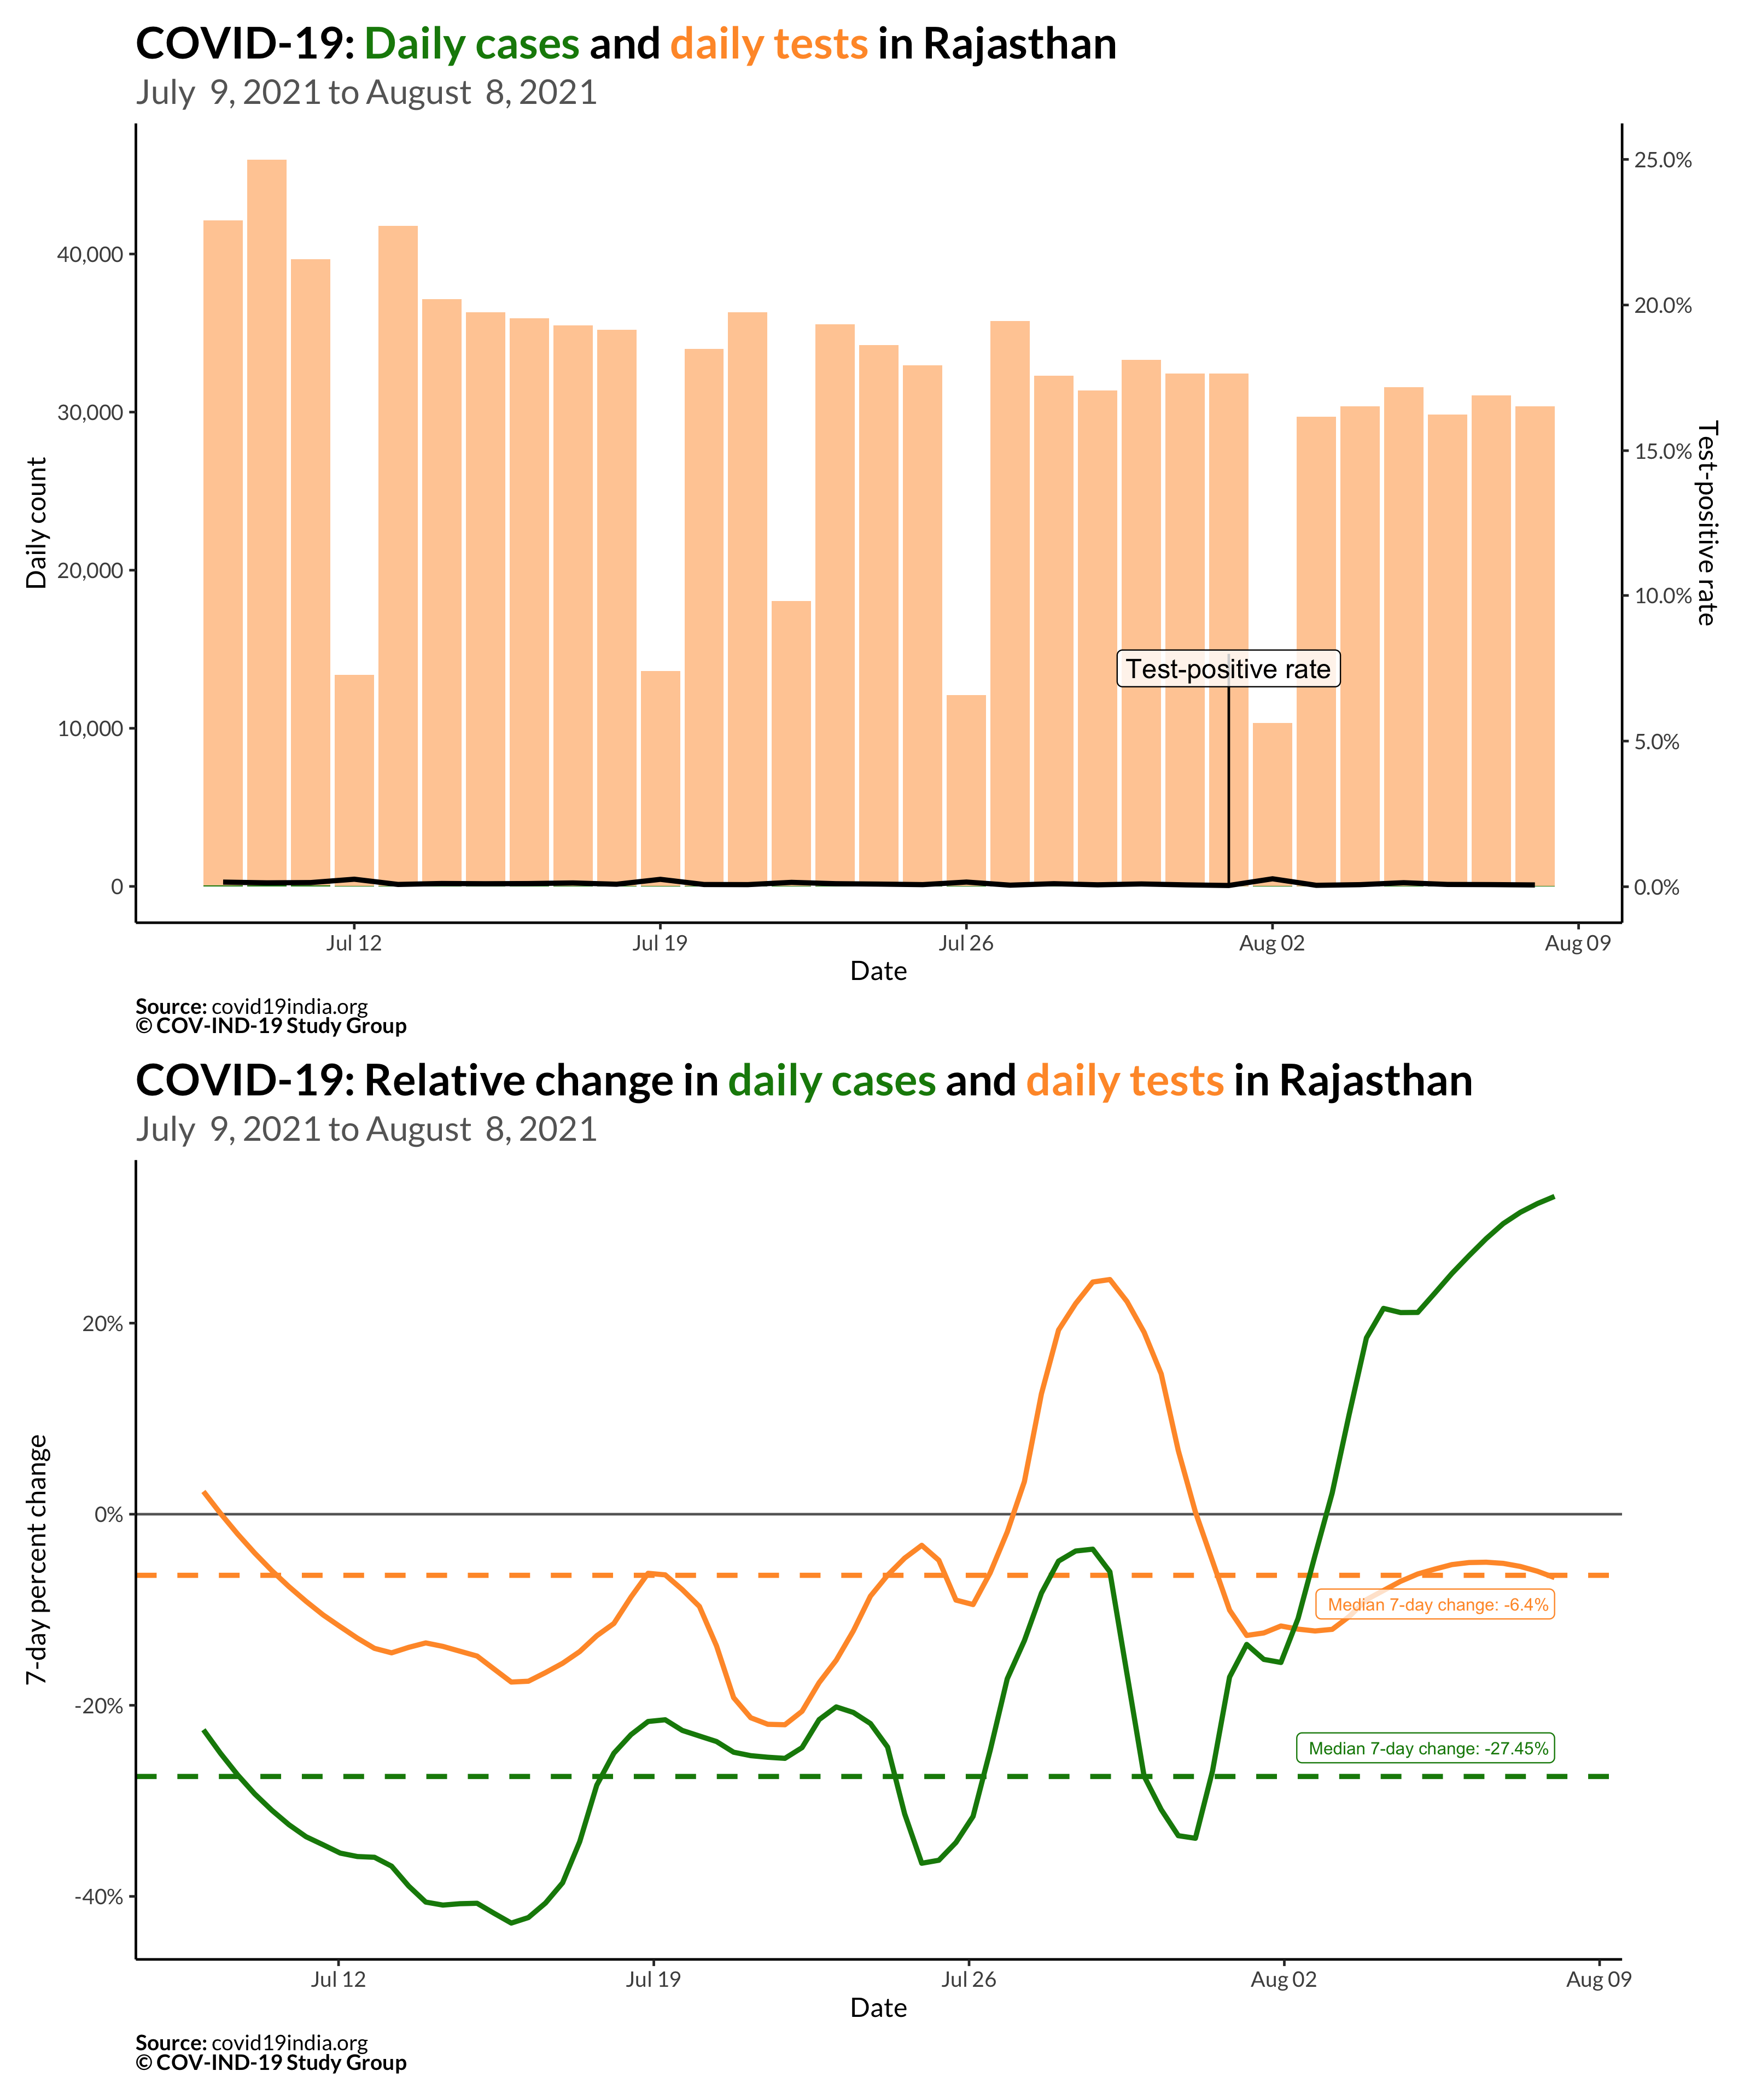 COVID-19: Daily cases and daily tests in Rajasthan
July  9, 2021 to August  8, 2021
25.0%
40,000
20.0%
30,000
15.0%
Daily count
Test-positive rate
20,000
10.0%
Test-positive rate
10,000
5.0%
0
0.0%
Jul 12
Jul 19
Jul 26
Aug 02
Aug 09
Date
Source: covid19india.org
© COV-IND-19 Study Group
COVID-19: Relative change in daily cases and daily tests in Rajasthan
July  9, 2021 to August  8, 2021
20%
0%
7-day percent change
Median 7-day change: -6.4%
-20%
Median 7-day change: -27.45%
-40%
Jul 12
Jul 19
Jul 26
Aug 02
Aug 09
Date
Source: covid19india.org
© COV-IND-19 Study Group